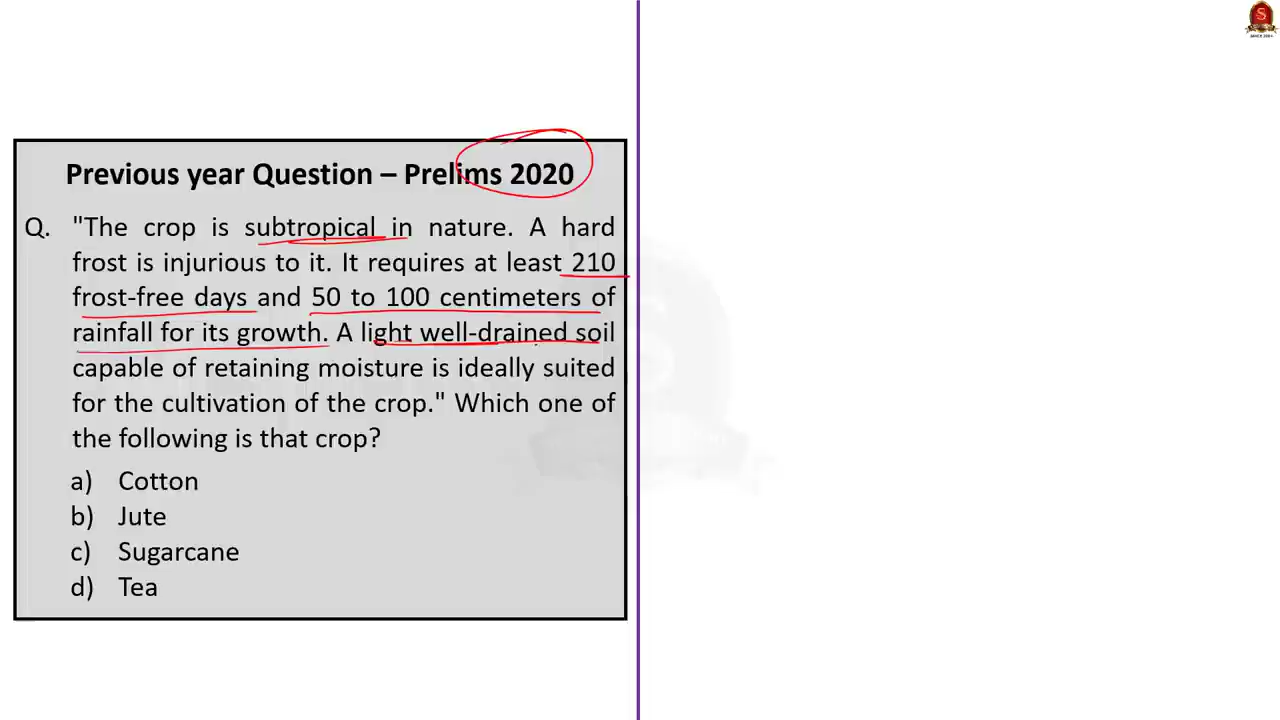 Previous year Question – Prelims 2020
Q. "The crop is subtropical in nature. A hard
frost is injurious to it. It requires at least 210
frost-free days and 50 to 100 centimeters of
rainfall for its growth. A light well-drained soil
capable of retaining moisture is ideally suited
for the cultivation of the crop." Which one of
the following is that crop?
a) Cotton
b) Jute
c) Sugarcane
d) Tea